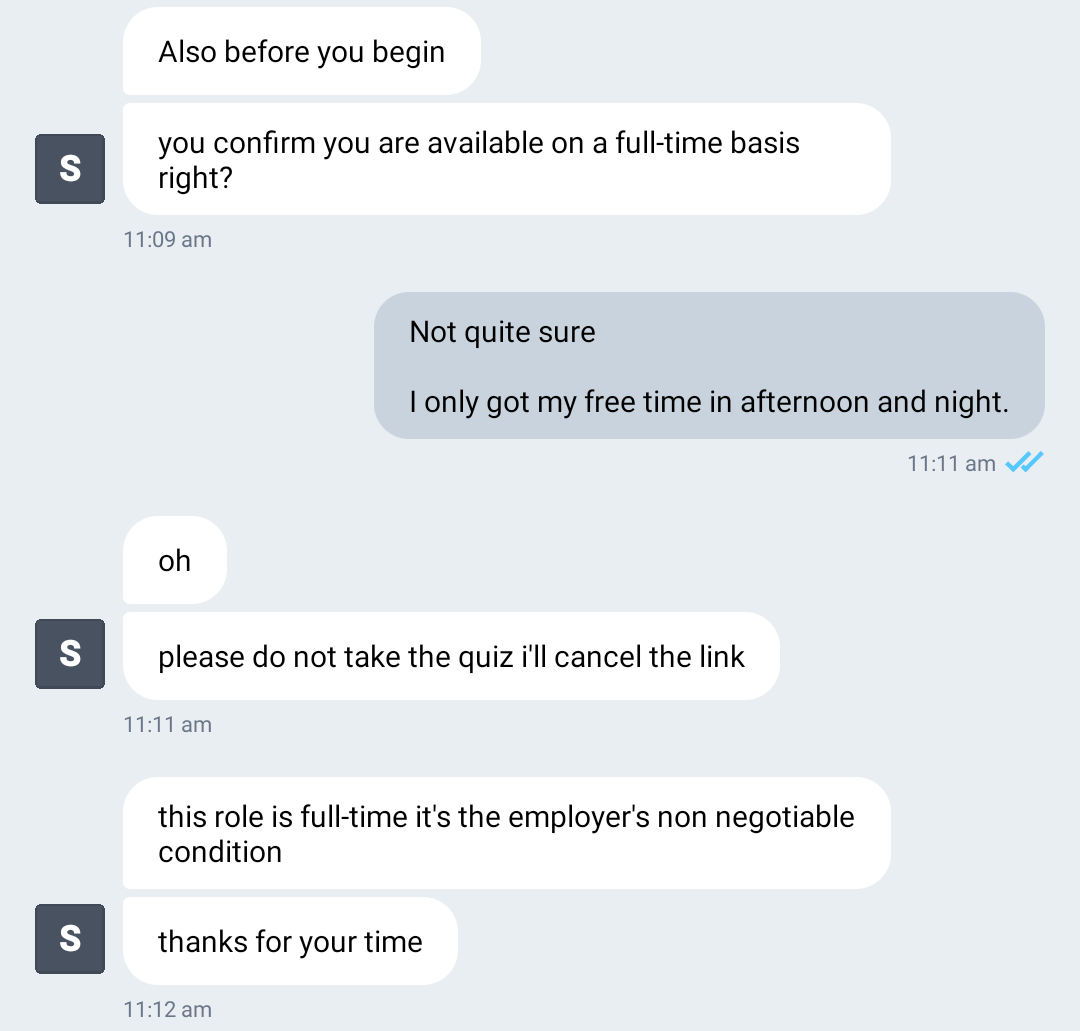 Also before you begin
you confirm you are available on a full-time basis
right?
S
11:09 am
Not quite sure
I only got my free time in afternoon and night.
11:11 am
oh
please do not take the quiz i'll cancel the link
S
11:11 am
this role is full-time it's the employer's non negotiable
condition
thanks for your time
S
11:12 am